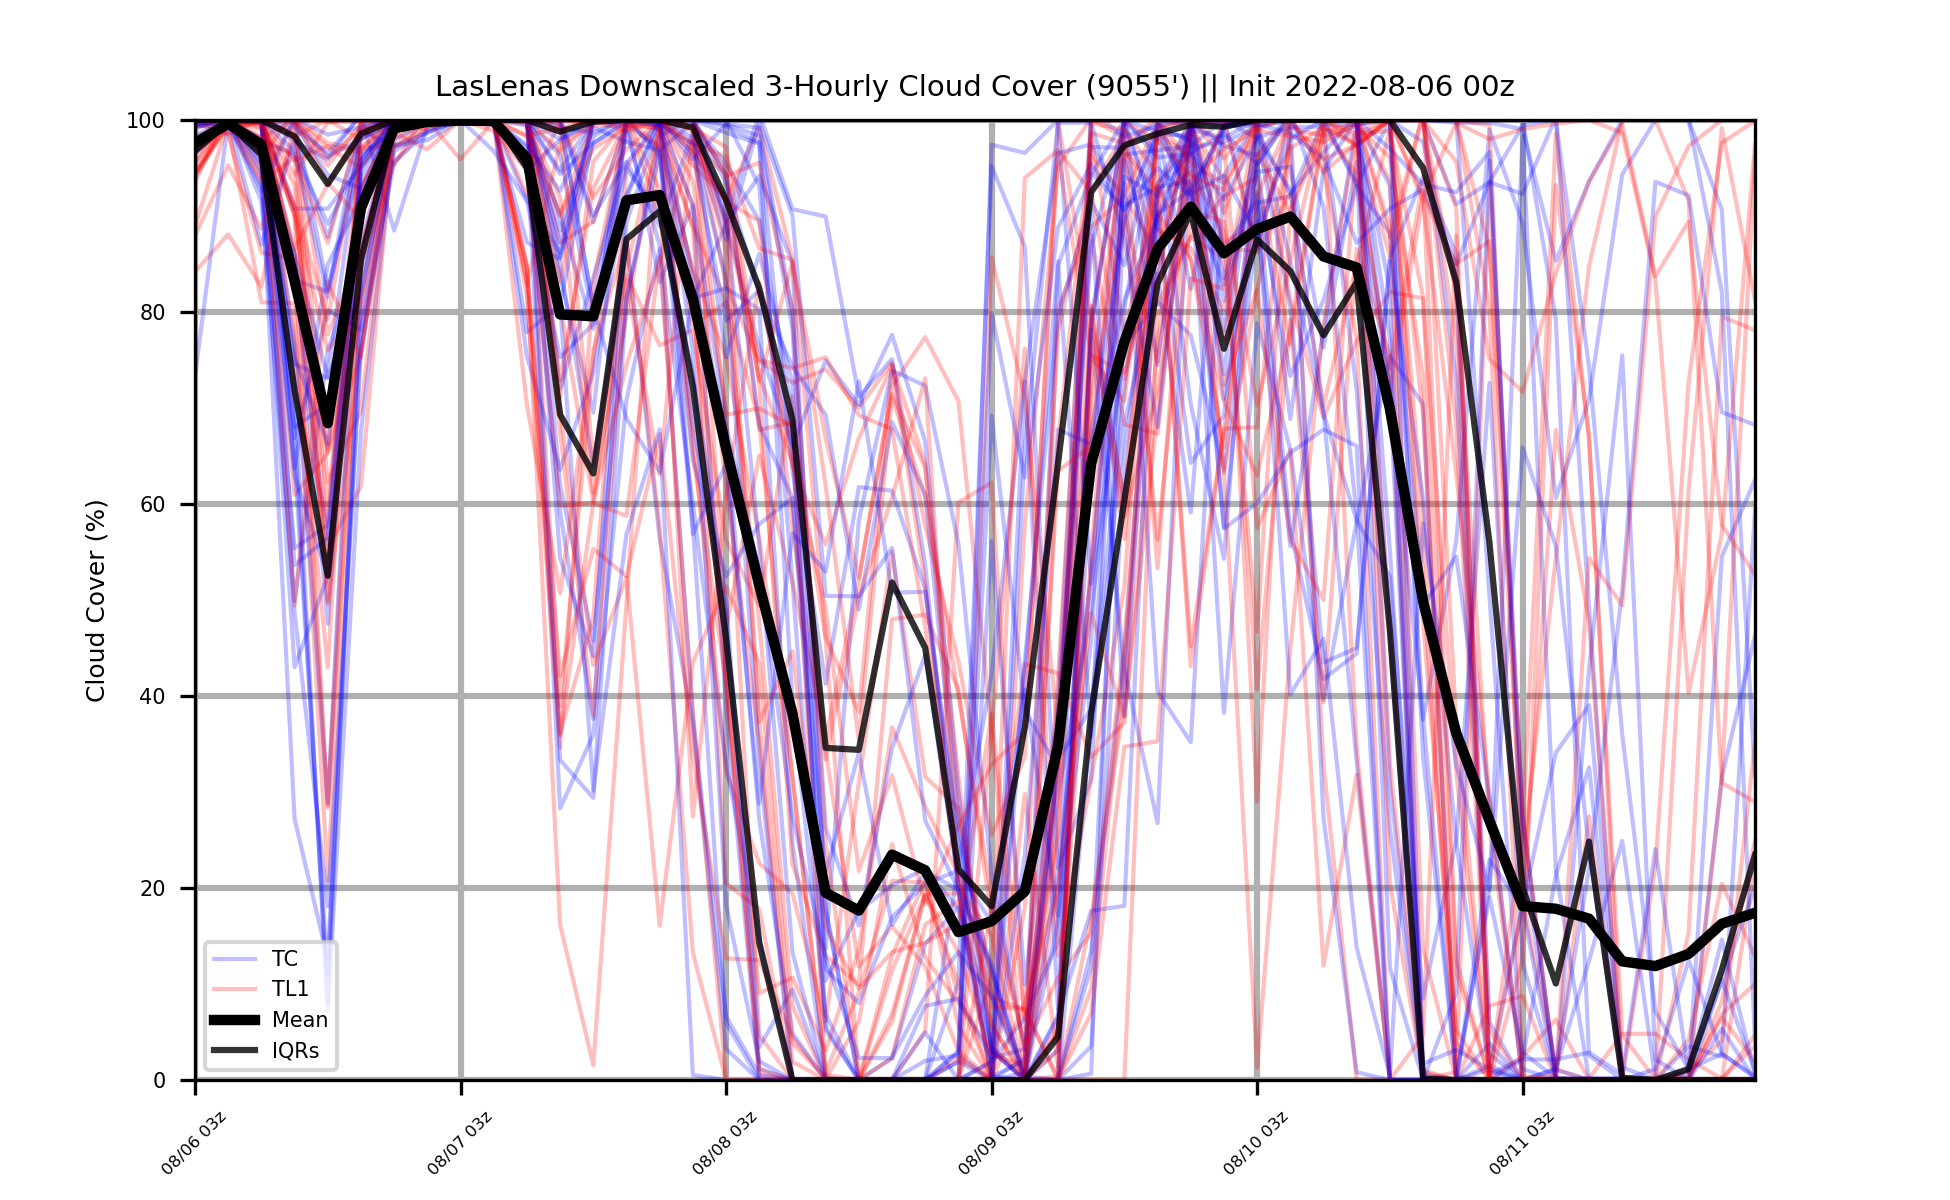 LasLenas Downscaled 3-Hourly Cloud Cover (9055') || Init 2022-08-06 00z
100
80
60
40
20
0
Cloud Cover (%)
TC
TL1
Mean
IQRs
08/06 03z
08/07 03z
08/08 03z
08/09 03z
08/10 03z
08/11 03z